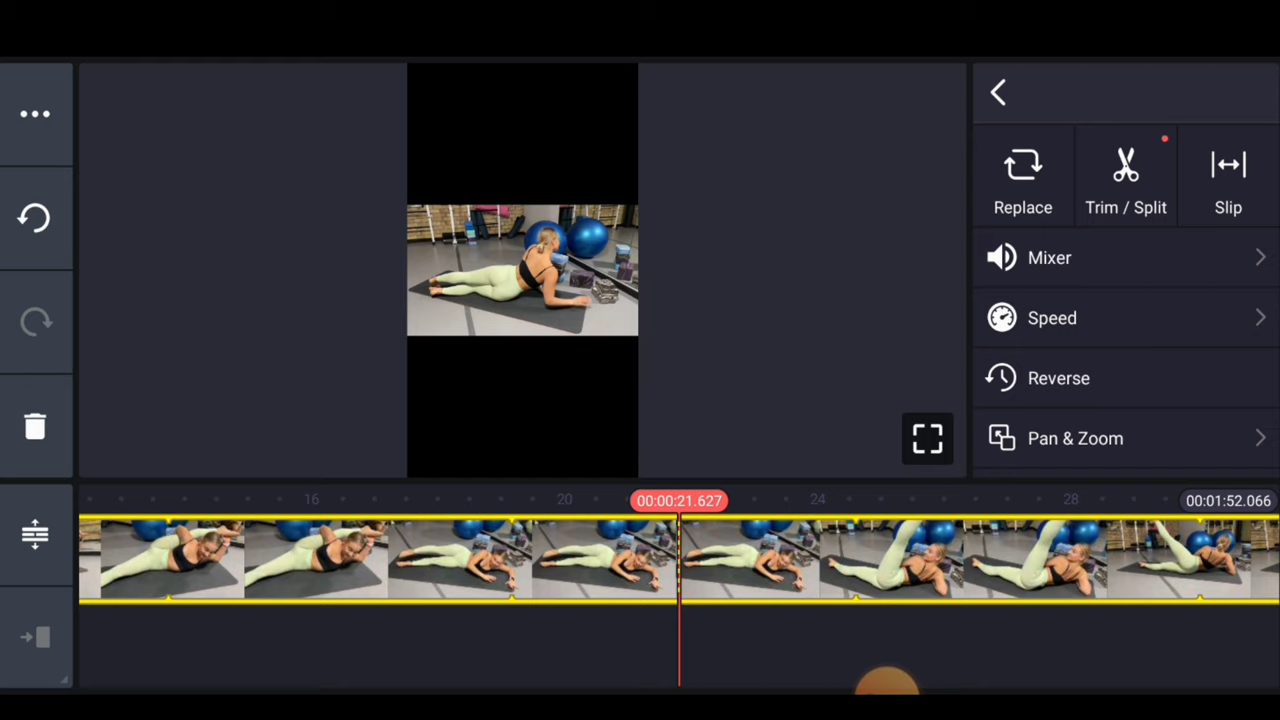 Replace
Trim / Split
Slip
Mixer
Speed
Reverse
Pan & Zoom
16
20
00:00:21.627
24
28
00:01:52.066